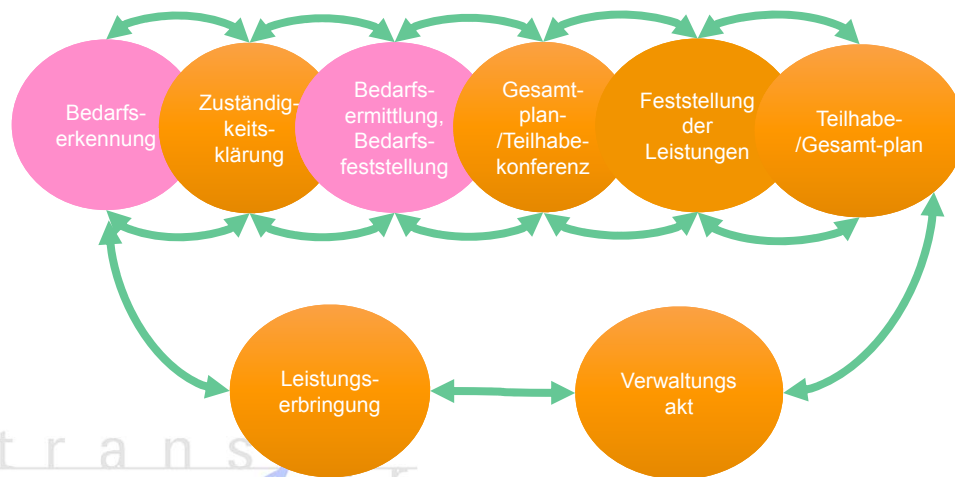 Bedarfs-
erkennung
Zuständig-
keits-
klärung
Bedarfs-
ermittlung,
Bedarfs-
feststellung
Gesamt-
plan-
/Teilhabe-
konferenz
Feststellung
der
Leistungen
Teilhabe-
/Gesamt-plan
Leistungs-
erbringung
Verwaltungs
akt
trans